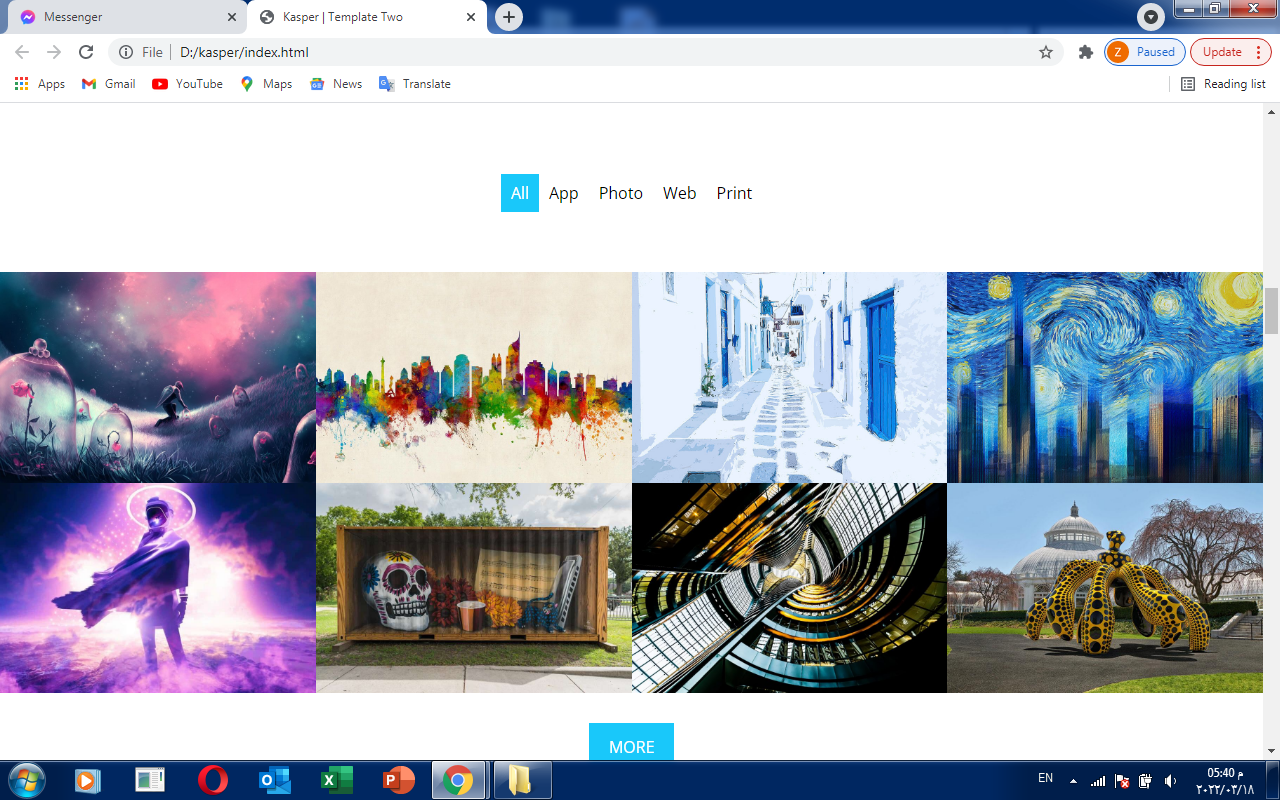 Messenger
Kasper | Template Two
File | D:/kasper/index.html
Z Paused
Update
Apps Gmail YouTube Maps News Translate
Reading list
All App Photo Web Print
MORE
EN
05:40 م
٢٠٢٢/٠٣/١٨